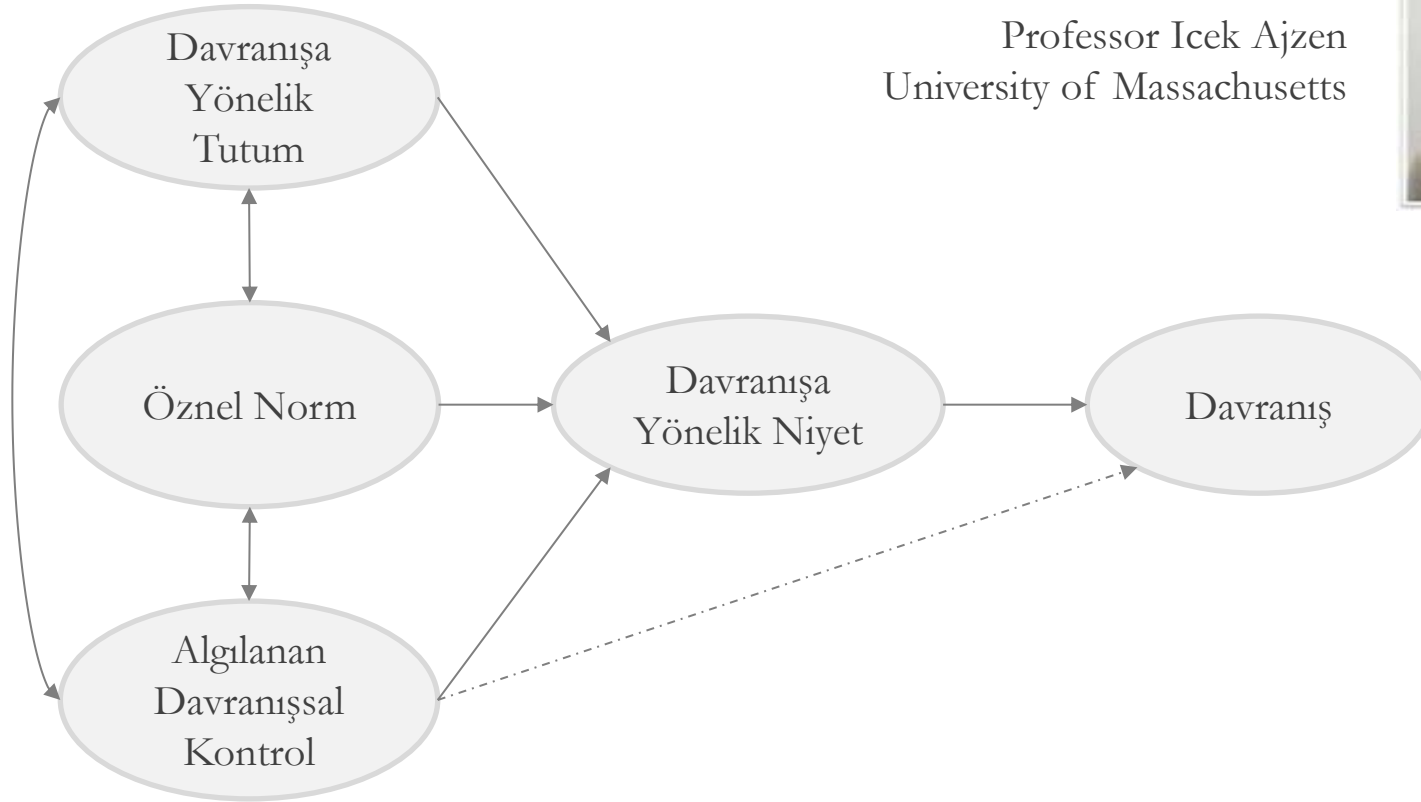 Professor Icek Ajzen
University of Massachusetts
Davranışa
Yönelik
Tutum
Öznel Norm
Algılanan
Davranışsal
Kontrol
Davranışa
Yönelik Niyet
Davranış